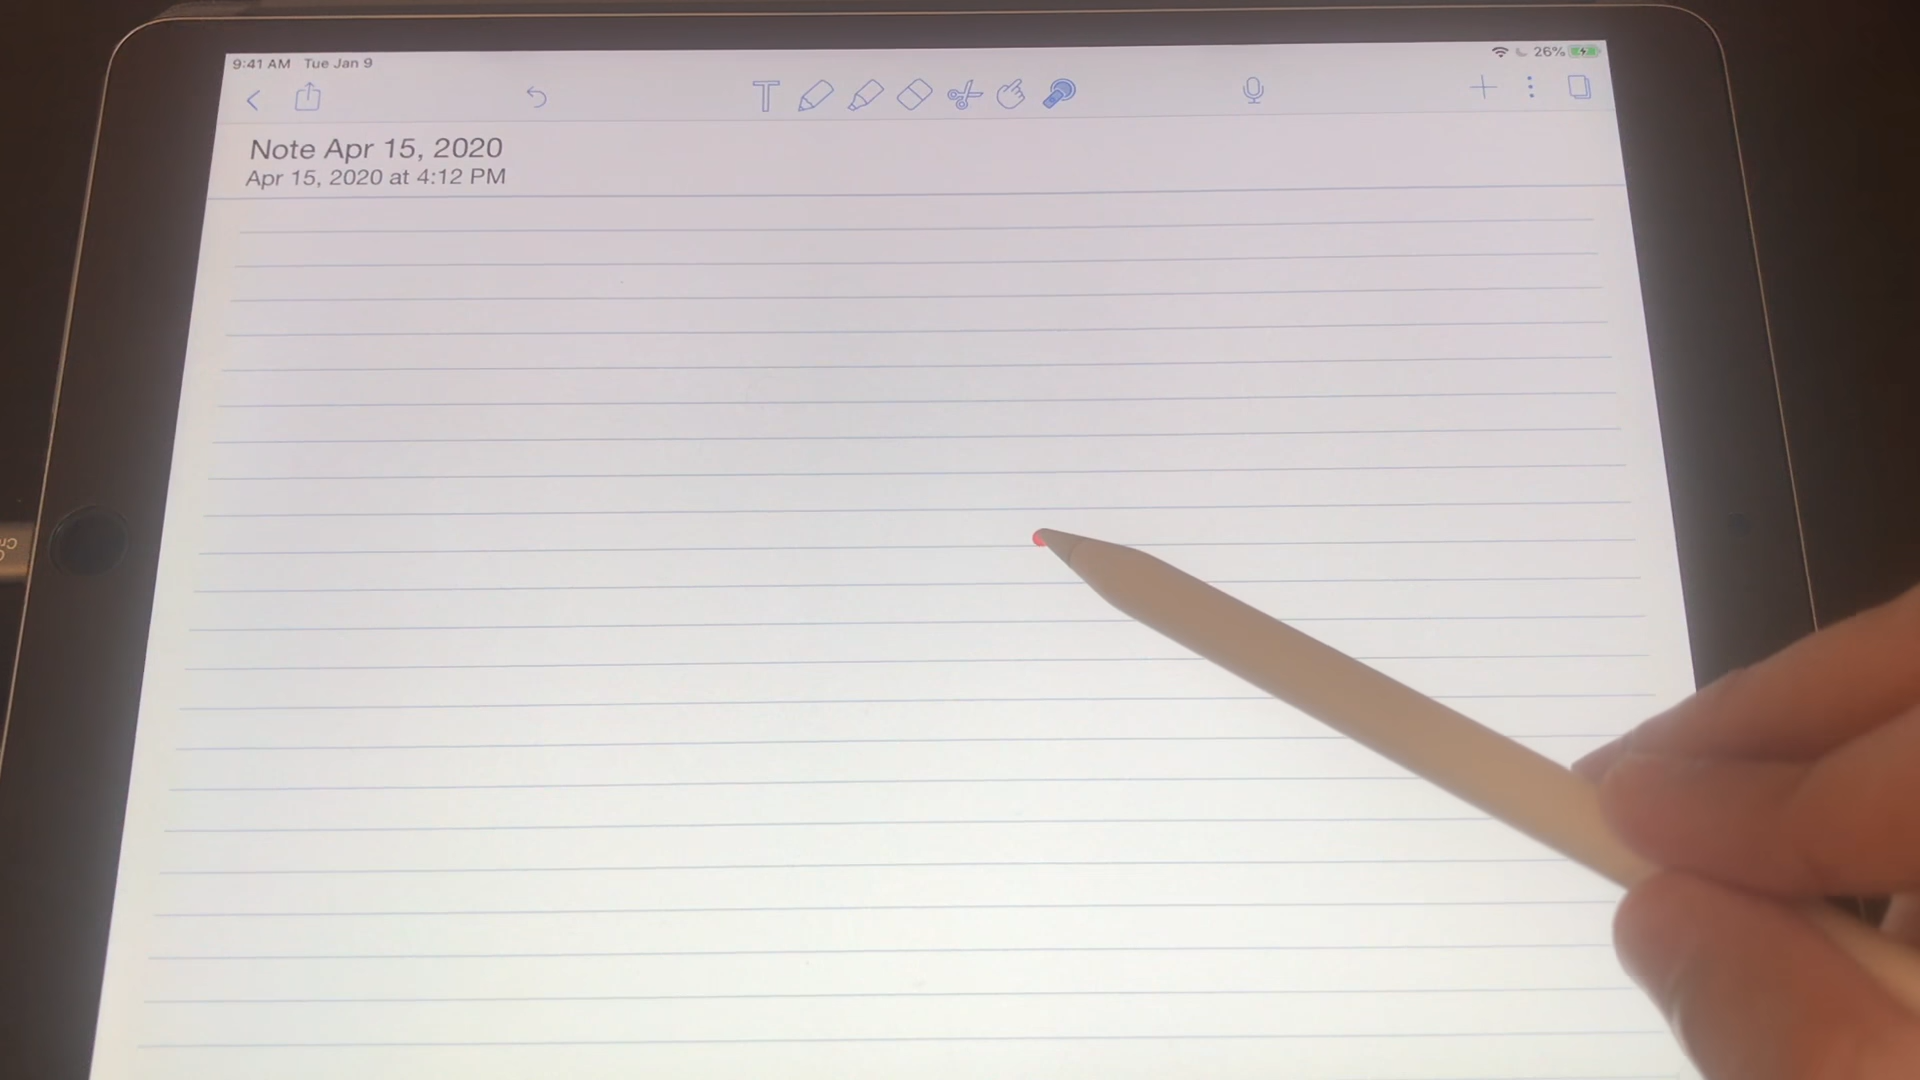 9:41 AM Tue Jan 9
26%
T
Note Apr 15, 2020
Apr 15, 2020 at 4:12 PM